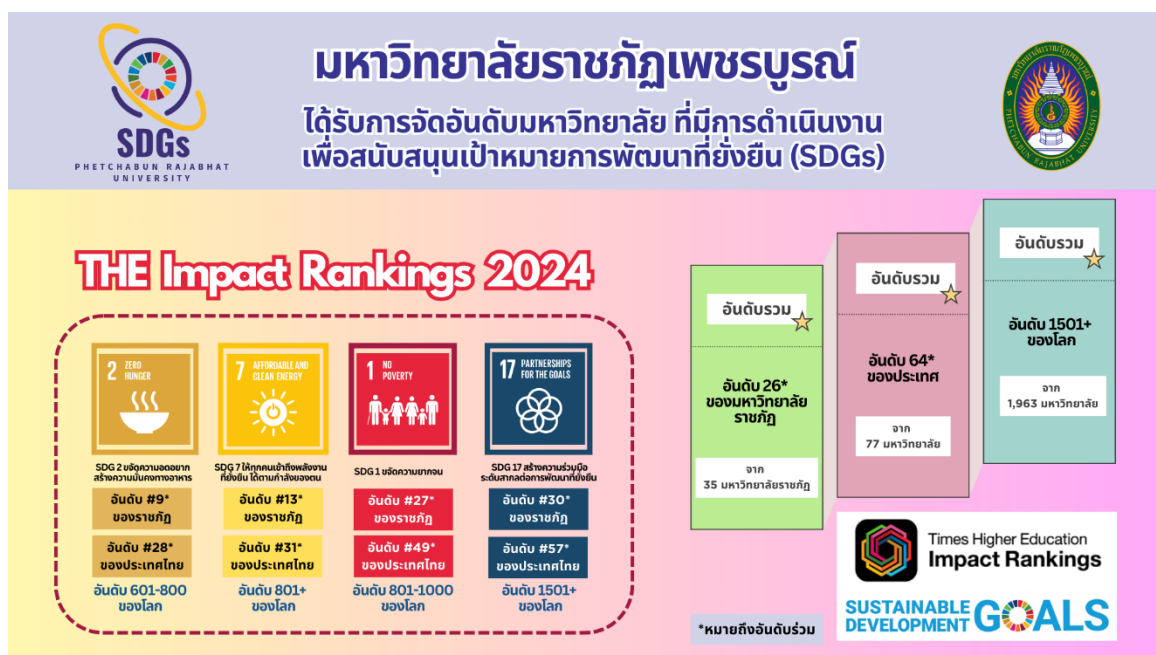 SDGs
PHETCHABUN RAJABHAT
UNIVERSITY
มหาวิทยาลัยราชภัฏเพชรบูรณ์
ได้รับการจัดอันดับมหาวิทยาลัย ที่มีการดำเนินงาน
เพื่อสนับสนุนเป้าหมายการพัฒนาที่ยั่งยืน (SDGs)
มหาวิทยาลัยราชภัฏเพชรบูรณ์
PHETCHABUN RAJABHAT UNIVERSITY
THE Impact Rankings 2024
2 ZERO
HUNGER
SDG 2 ขจัดความอดอยาก
สร้างความมั่นคงทางอาหาร
อันดับ #9*
ของราชภัฏ
อันดับ #28*
ของประเทศไทย
อันดับ 601-800
ของโลก
7 AFFORDABLE AND
CLEAN ENERGY
SDG 7 ให้ทุกคนเข้าถึงพลังงาน
ที่ยั่งยืน ได้ตามกำลังของตน
อันดับ #13*
ของราชภัฏ
อันดับ #31*
ของประเทศไทย
อันดับ 801+
ของโลก
1 NO
POVERTY
SDG 1 ขจัดความยากจน
อันดับ #27*
ของราชภัฏ
อันดับ #49*
ของประเทศไทย
อันดับ 801-1000
ของโลก
17 PARTNERSHIPS
FOR THE GOALS
SDG 17 สร้างความร่วมมือ
ระดับสากลต่อการพัฒนาที่ยั่งยืน
อันดับ #30*
ของราชภัฏ
อันดับ #57*
ของประเทศไทย
อันดับ 1501+
ของโลก
อันดับรวม
อันดับ 26*
ของมหาวิทยาลัย
ราชภัฏ
จาก
35 มหาวิทยาลัยราชภัฏ
อันดับรวม
อันดับ 64*
ของประเทศ
จาก
77 มหาวิทยาลัย
อันดับรวม
อันดับ 1501+
ของโลก
จาก
1,963 มหาวิทยาลัย
*หมายถึงอันดับร่วม
Times Higher Education
Impact Rankings
SUSTAINABLE
DEVELOPMENT GOALS